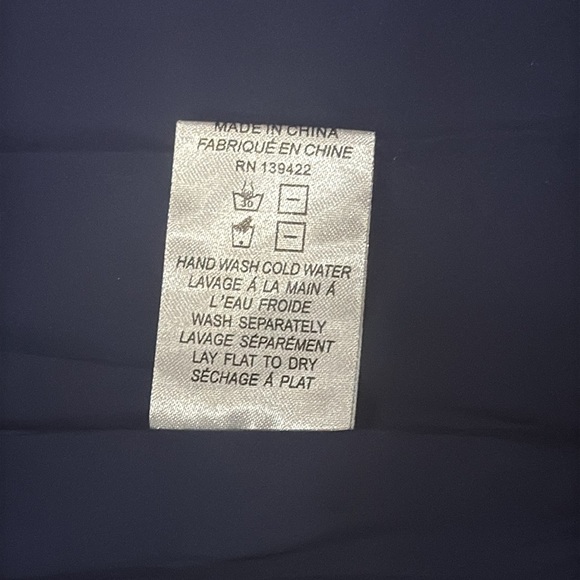 MADE IN CHINA
FABRIQUÉ EN CHINE
RN 139422
30
HAND WASH COLD WATER
LAVAGE Á LA MAIN Á
L'EAU FROIDE
WASH SEPARATELY
LAVAGE SÉPARÉMENT
LAY FLAT TO DRY
SÉCHAGE Á PLAT